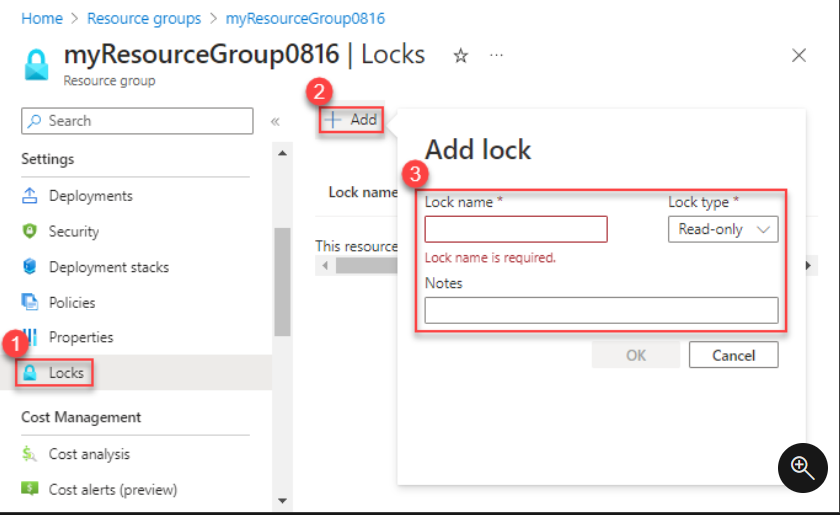 Home > Resource groups > myResourceGroup0816
myResourceGroup0816 | Locks
Resource group
2
Search
+ Add
Settings
Deployments
Security
Deployment stacks
Policies
Properties
1
Locks
Cost Management
Cost analysis
Cost alerts (preview)
Lock name
This resource
Add lock
3
Lock name * Lock type *
Read-only
Lock name is required.
Notes
OK Cancel